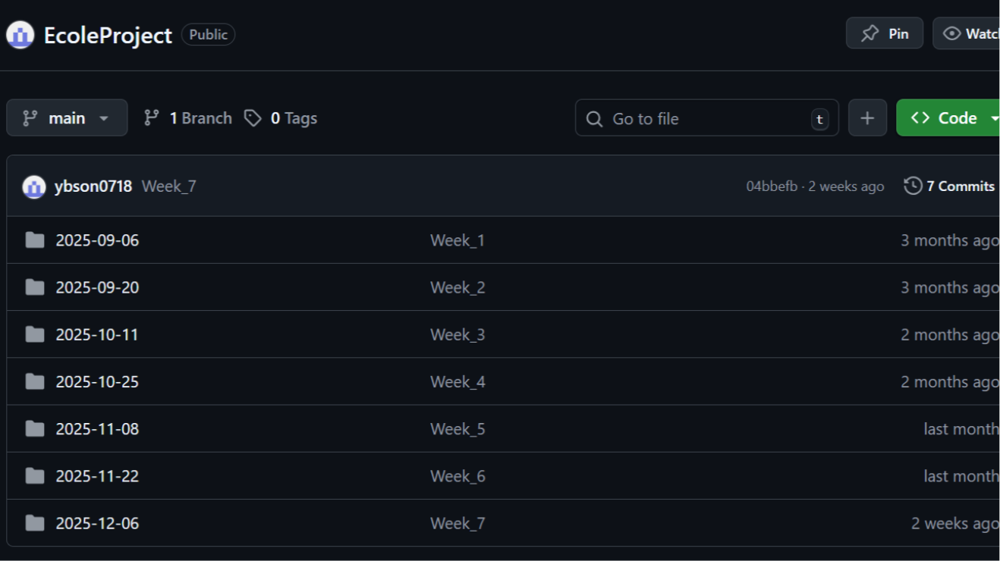 EcoleProject Public Pin Watch
main 1 Branch 0 Tags Go to file t Code
ybson0718 Week_7 04bbefb · 2 weeks ago 7 Commits
2025-09-06 Week_1 3 months ago
2025-09-20 Week_2 3 months ago
2025-10-11 Week_3 2 months ago
2025-10-25 Week_4 2 months ago
2025-11-08 Week_5 last month
2025-11-22 Week_6 last month
2025-12-06 Week_7 2 weeks ago